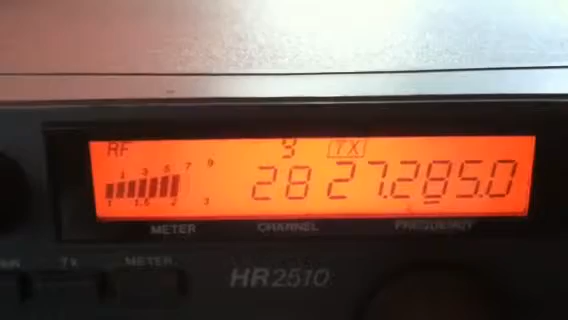 RF 9 TX
1 3 5 7 9
28 27.285.0
1 1.5 2 3
METER CHANNEL FREQUENCY
TX METER
HR2510